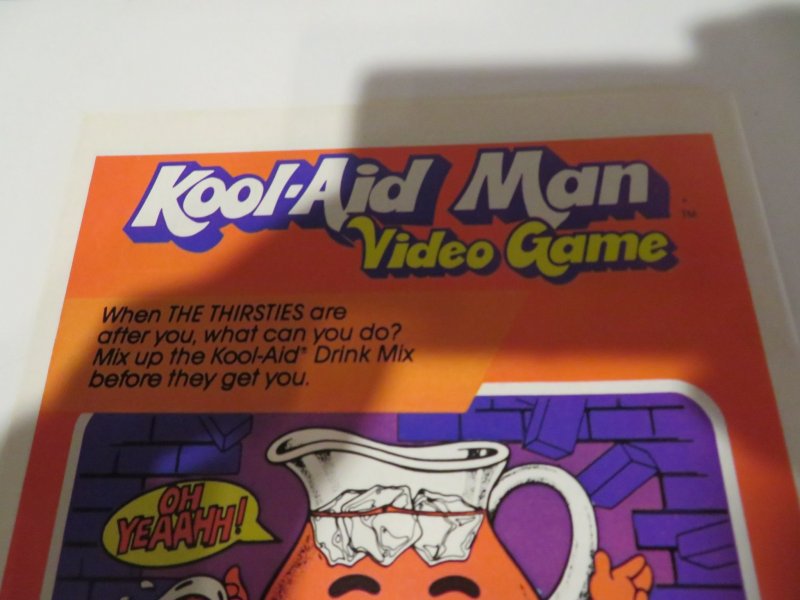 Kool-Aid Man
TM
Video Game
When THE THIRSTIES are
after you, what can you do?
Mix up the Kool-Aid® Drink Mix
before they get you.
OH
YEAAHH!